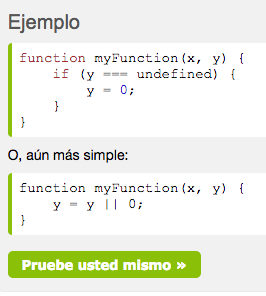 Ejemplo
function myFunction(x, y) {
    if (y === undefined) {
        y = 0;
    }
}
O, aún más simple:
function myFunction(x, y) {
    y = y || 0;
}
Pruebe usted mismo »